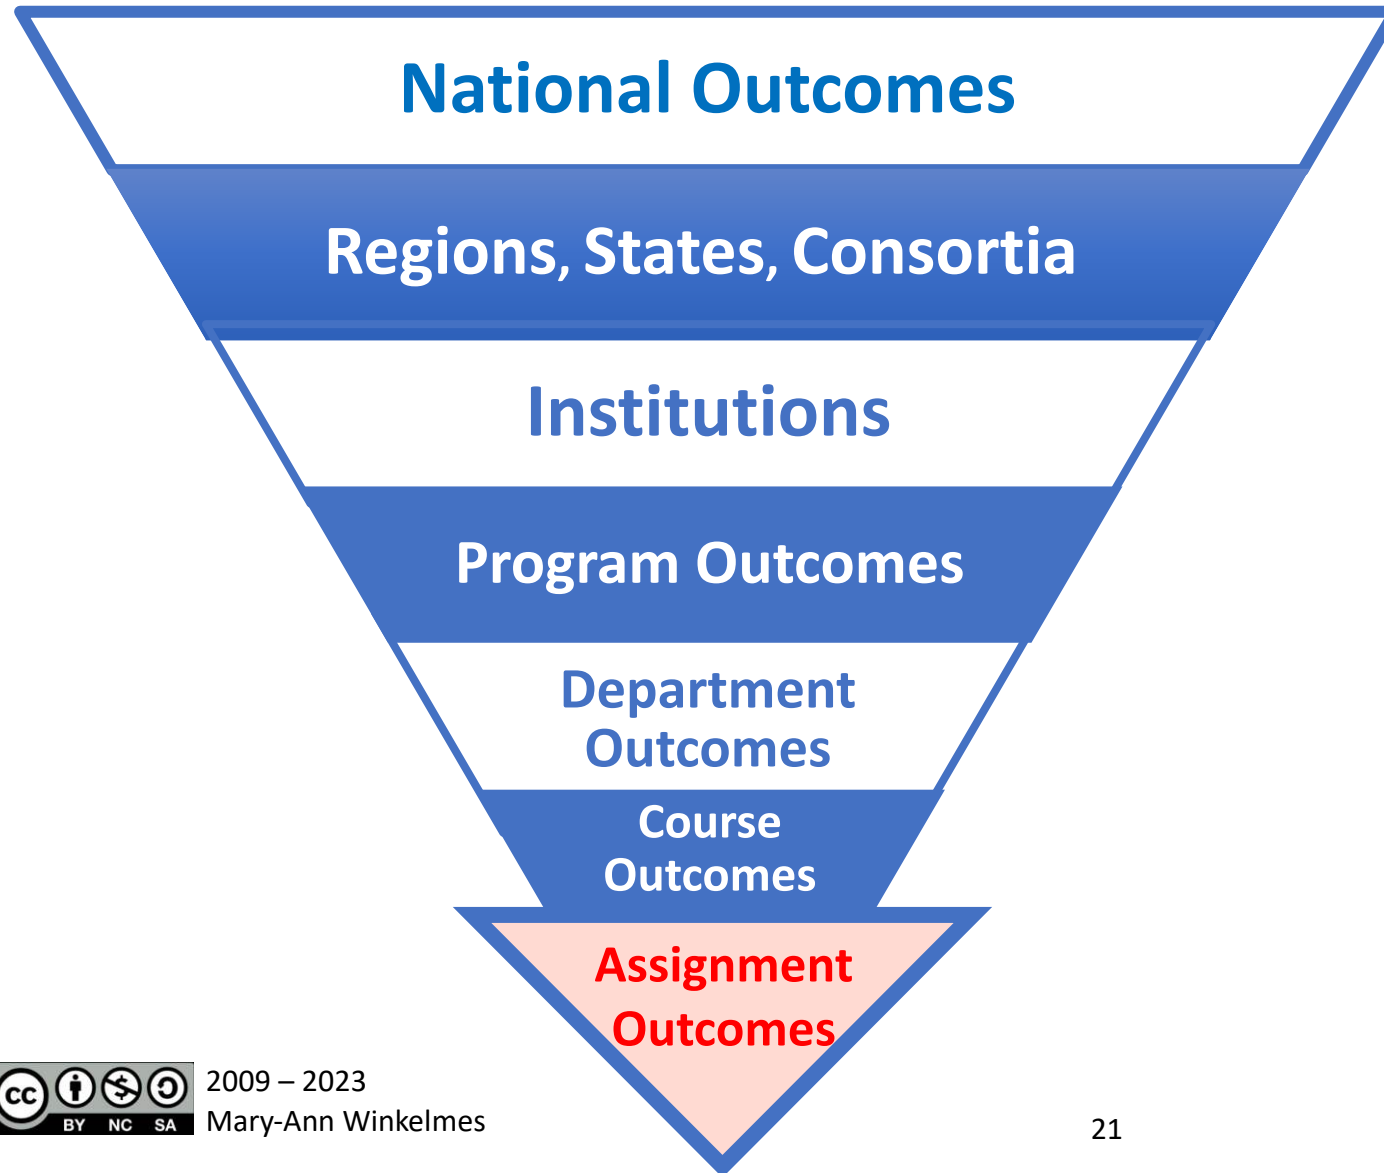 National Outcomes
Regions, States, Consortia
Institutions
Program Outcomes
Department
Outcomes
Course
Outcomes
Assignment
Outcomes
cc
BY NC SA
2009 – 2023
Mary-Ann Winkelmes
21